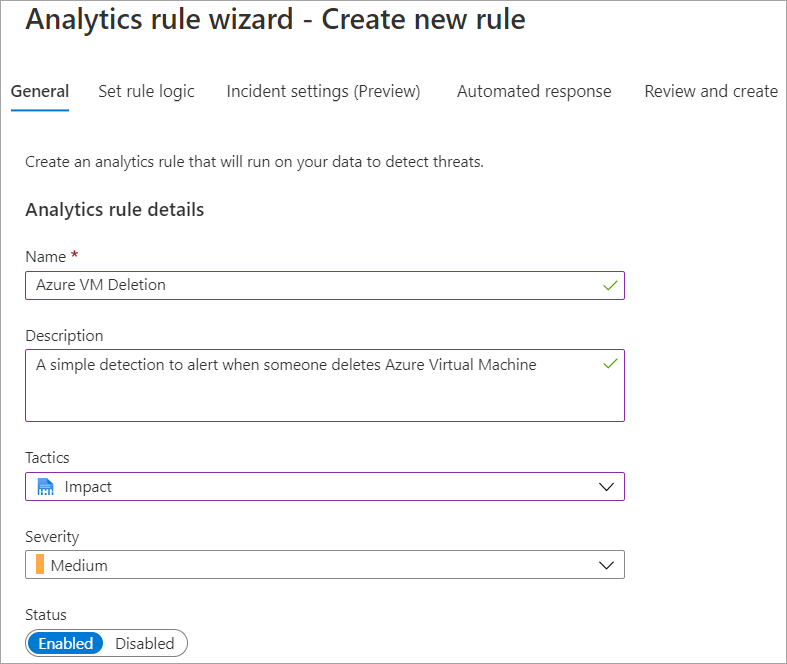 Analytics rule wizard - Create new rule
General Set rule logic Incident settings (Preview) Automated response Review and create
Create an analytics rule that will run on your data to detect threats.
Analytics rule details
Name *
Azure VM Deletion
Description
A simple detection to alert when someone deletes Azure Virtual Machine
Tactics
Impact
Severity
Medium
Status
Enabled Disabled